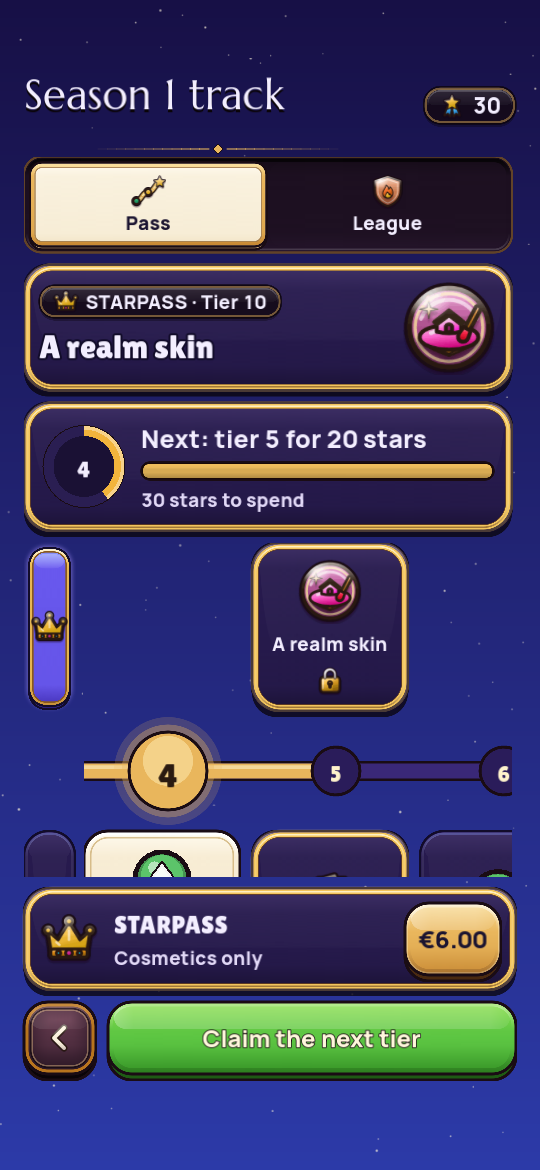 Season 1 track
30
Pass
League
STARPASS · Tier 10
A realm skin
Next: tier 5 for 20 stars
4
30 stars to spend
A realm skin
4
5
6
STARPASS
Cosmetics only
€6.00
Claim the next tier